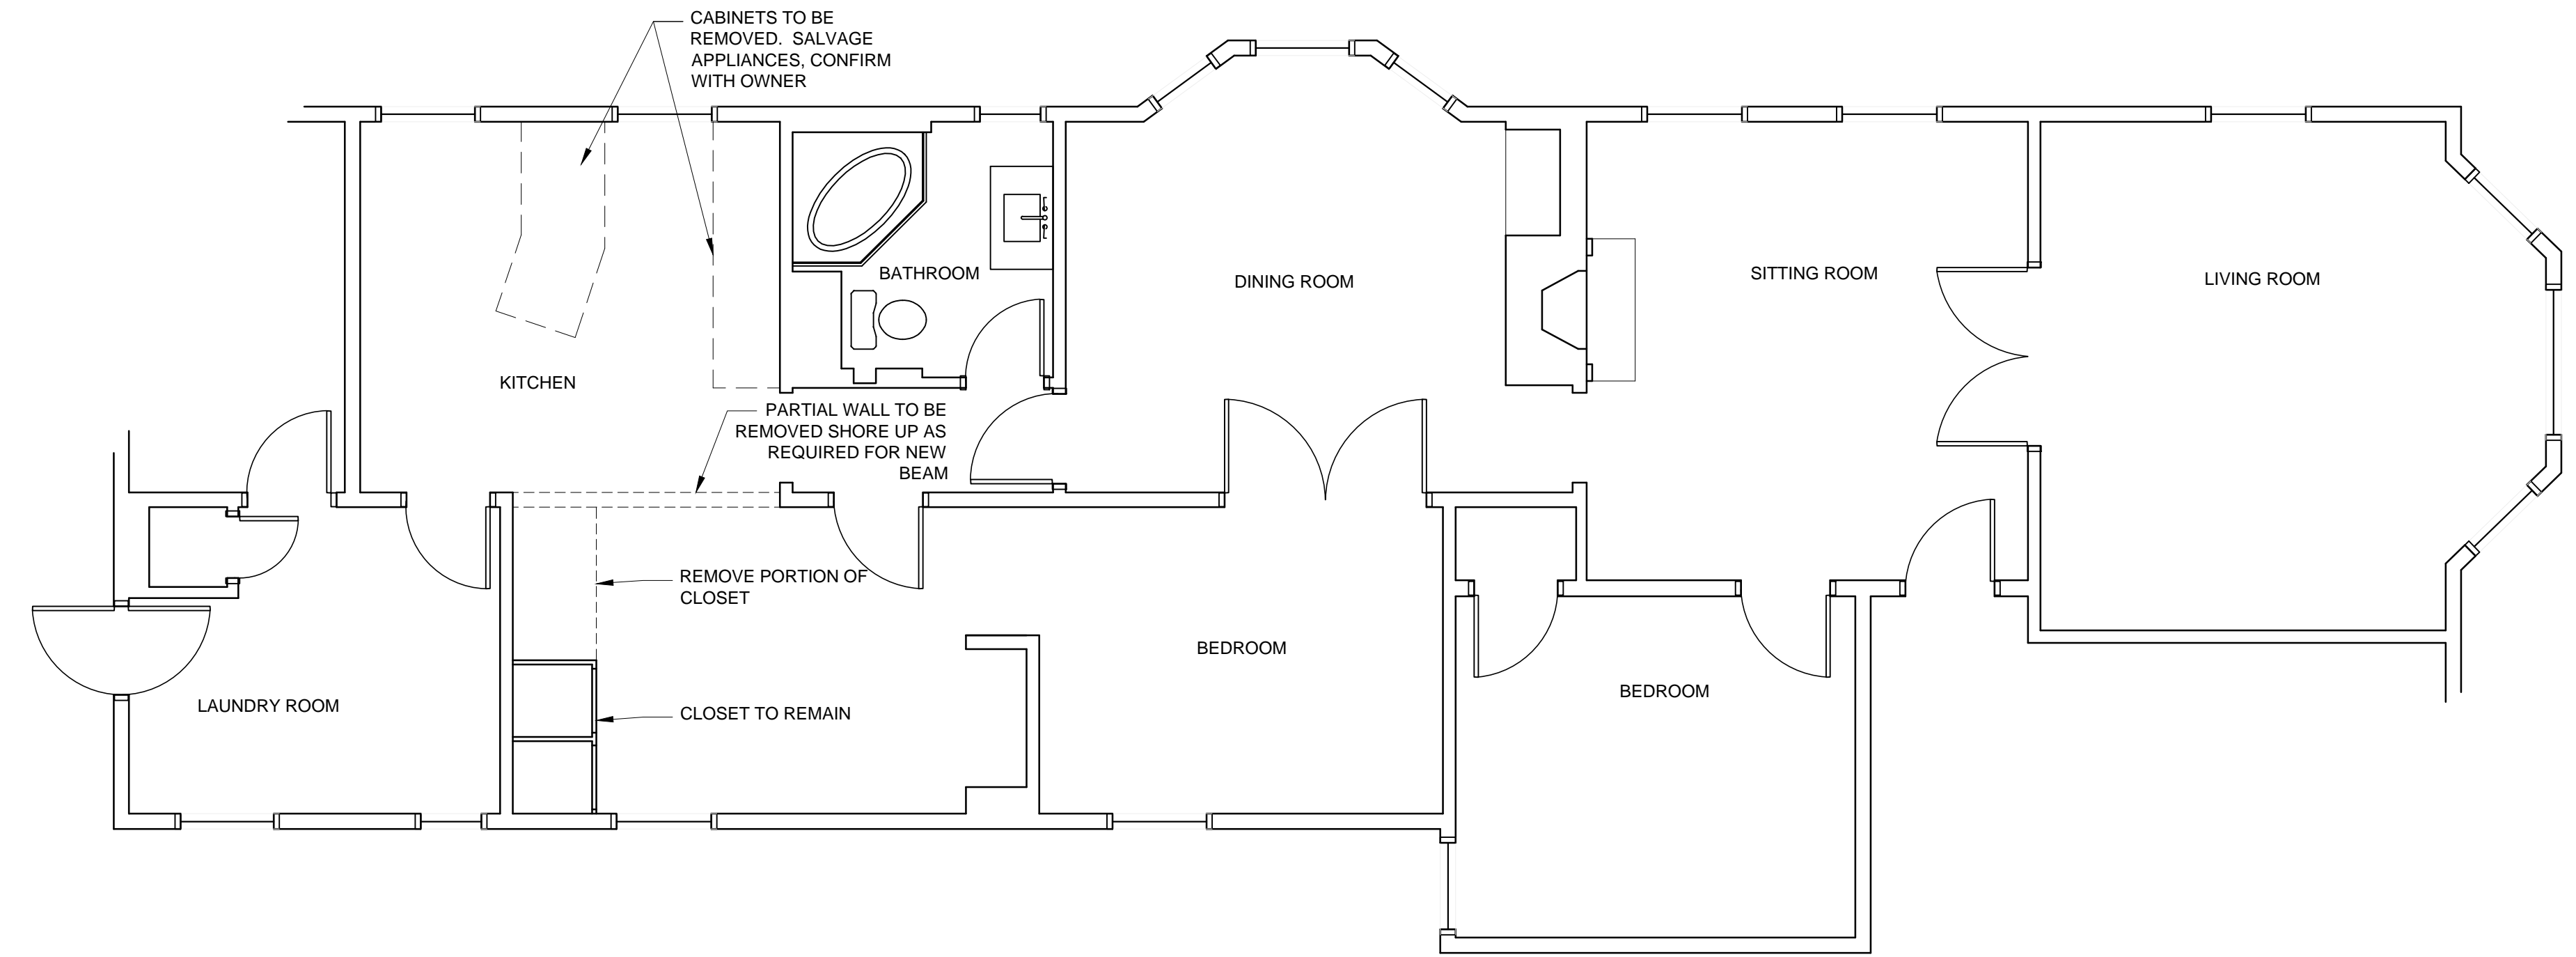 CABINETS TO BE
REMOVED.  SALVAGE
APPLIANCES, CONFIRM
WITH OWNER
BATHROOM
DINING ROOM
SITTING ROOM
LIVING ROOM
KITCHEN
PARTIAL WALL TO BE
REMOVED SHORE UP AS
REQUIRED FOR NEW
BEAM
REMOVE PORTION OF
CLOSET
BEDROOM
BEDROOM
LAUNDRY ROOM
CLOSET TO REMAIN